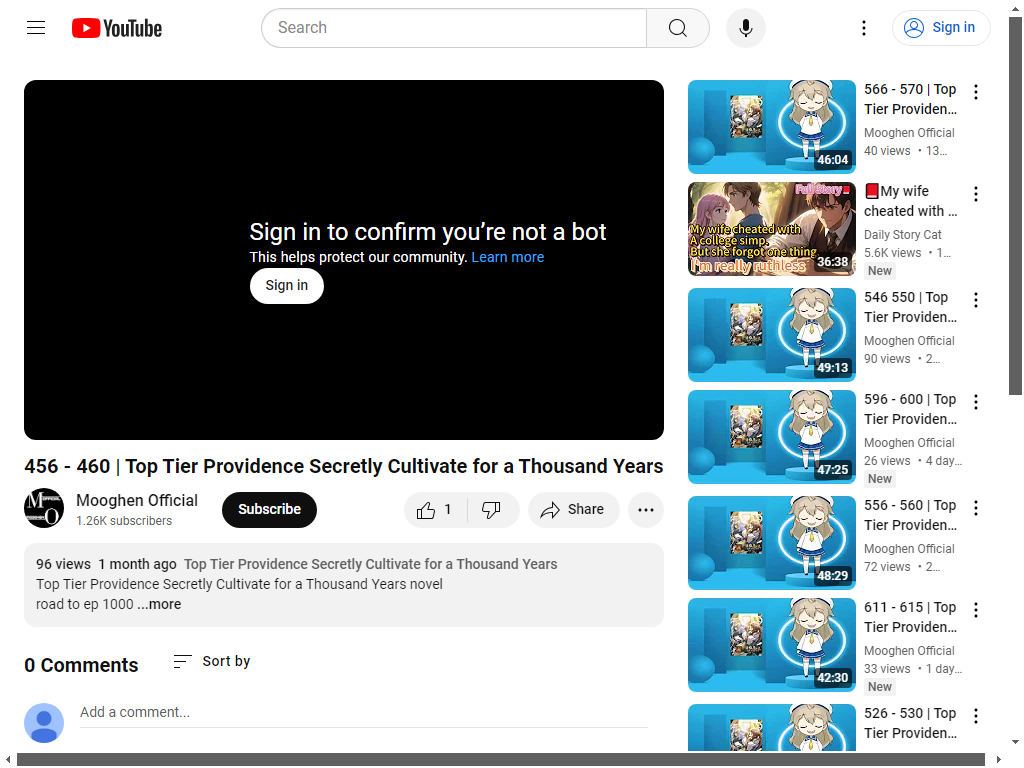 YouTube
Search
Sign in
Sign in to confirm you’re not a bot
This helps protect our community. Learn more
Sign in
456 - 460 | Top Tier Providence Secretly Cultivate for a Thousand Years
Mooghen Official
1.26K subscribers
Subscribe
1
Share
96 views 1 month ago Top Tier Providence Secretly Cultivate for a Thousand Years
Top Tier Providence Secretly Cultivate for a Thousand Years novel
road to ep 1000 ...more
0 Comments
Sort by
Add a comment...
46:04
566 - 570 | Top
Tier Providen...
Mooghen Official
40 views • 13...
Full Story
My wife cheated with
A college simp.
But she forgot one thing
I'm really ruthless
36:38
My wife
cheated with ...
Daily Story Cat
5.6K views • 1...
New
49:13
546 550 | Top
Tier Providen...
Mooghen Official
90 views • 2...
47:25
596 - 600 | Top
Tier Providen...
Mooghen Official
26 views • 4 day...
New
48:29
556 - 560 | Top
Tier Providen...
Mooghen Official
72 views • 2...
42:30
611 - 615 | Top
Tier Providen...
Mooghen Official
33 views • 1 day...
New
526 - 530 | Top
Tier Providen...